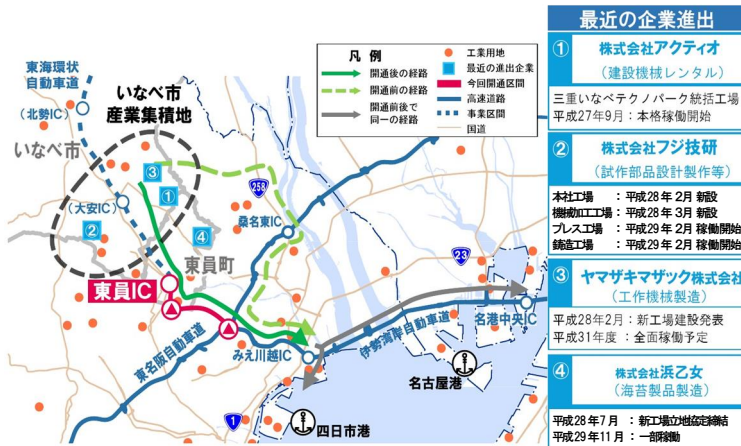 東海環状
自動車道
(北勢IC)
いなべ市
産業集積地
いなべ市
(大安IC)
③
①
②
④
東員町
東員IC
東名阪自動車道
258
桑名東IC
みえ川越IC
伊勢湾岸自動車道
23
名港中央IC
名古屋港
1
四日市港
凡 例
開通後の経路
開通前の経路
開通前後で
同一の経路
工業用地
最近の進出企業
今回開通区間
高速道路
事業区間
国道
最近の企業進出
① 株式会社アクティオ
(建設機械レンタル)
三重いなべテクノパーク統括工場
平成27年9月:本格稼働開始
② 株式会社フジ技研
(試作部品設計製作等)
本社工場 :平成28年2月 新設
機械加工工場:平成28年3月 新設
プレス工場 :平成29年2月 稼働開始
鋳造工場 :平成29年2月 稼働開始
③ ヤマザキマザック株式会社
(工作機械製造)
平成28年2月:新工場建設発表
平成31年度 :全面稼働予定
④ 株式会社浜乙女
(海苔製品製造)
平成28年7月 :新工場立地協定締結
平成29年11月:一部稼働